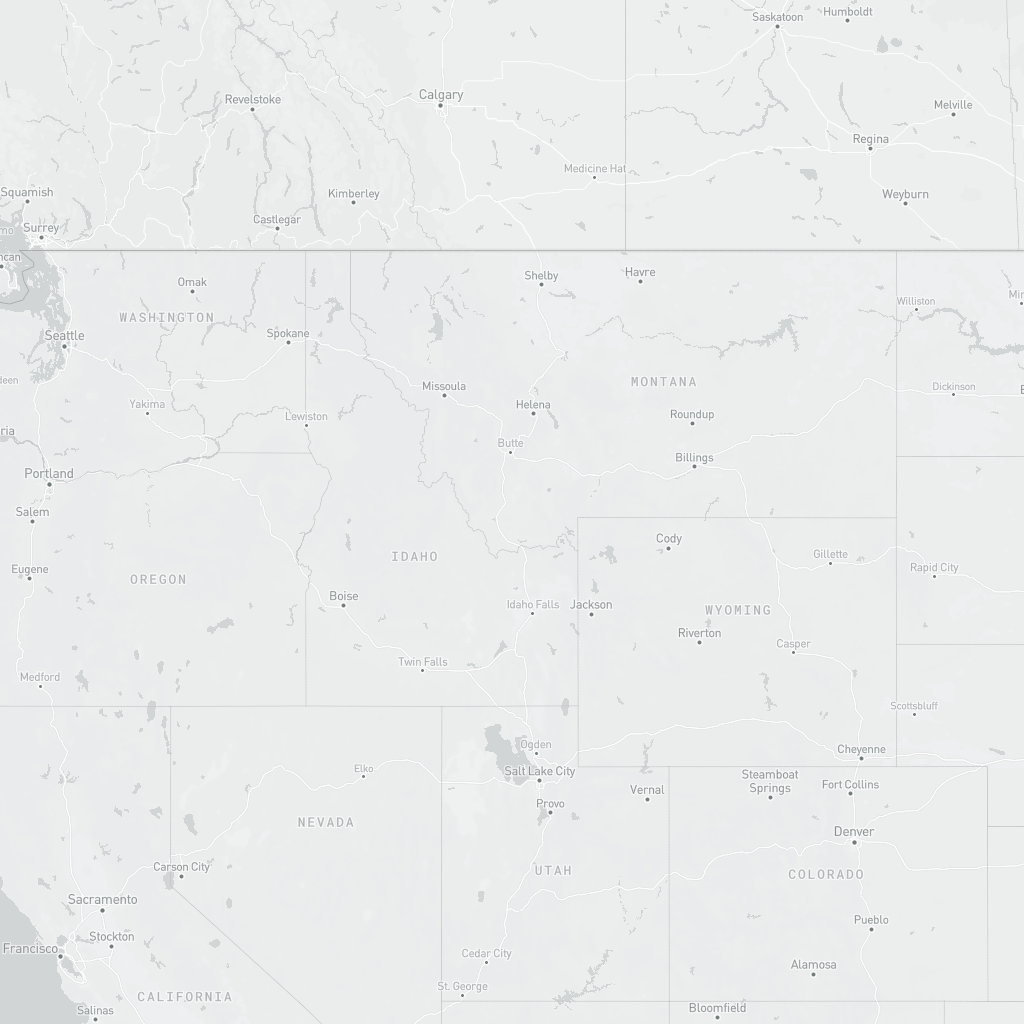 Saskatoon
Humboldt
Calgary
Revelstoke
Melville
Regina
Medicine Hat
Squamish
Kimberley
Weyburn
Castlegar
Surrey
Shelby
Havre
Omak
Williston
WASHINGTON
Spokane
Seattle
MONTANA
Missoula
Dickinson
Yakima
Helena
Lewiston
Roundup
Butte
Billings
Portland
Salem
Cody
Gillette
IDAHO
Eugene
Rapid City
OREGON
Boise
Idaho Falls
Jackson
WYOMING
Riverton
Casper
Twin Falls
Medford
Scottsbluff
Ogden
Cheyenne
Elko
Salt Lake City
Steamboat
Springs
Fort Collins
Vernal
Provo
NEVADA
Denver
Carson City
UTAH
COLORADO
Sacramento
Pueblo
Stockton
Francisco
Cedar City
Alamosa
St. George
CALIFORNIA
Salinas
Bloomfield